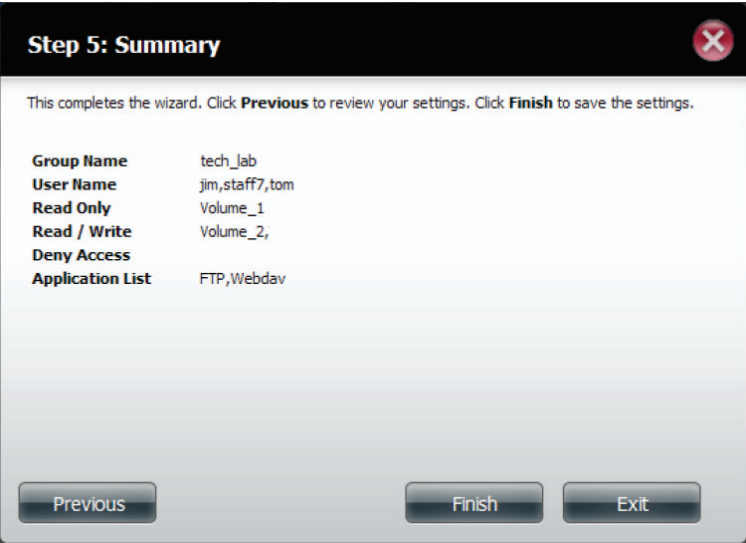 Step 5: Summary
This completes the wizard. Click Previous to review your settings. Click Finish to save the settings.
Group Name tech_lab
User Name jim,staff7,tom
Read Only Volume_1
Read / Write Volume_2,
Deny Access
Application List FTP,Webdav
Previous Finish Exit